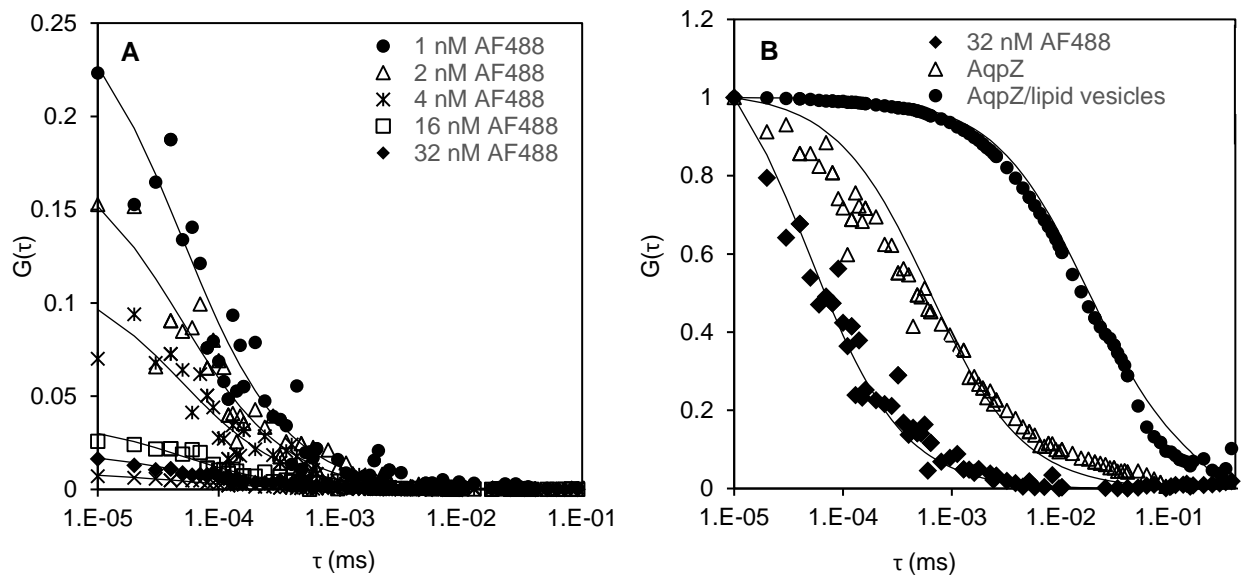 A
1 nM AF488
2 nM AF488
4 nM AF488
16 nM AF488
32 nM AF488
0.25
0.2
0.15
0.1
0.05
0
G(τ)
1.E-05 1.E-04 1.E-03 1.E-02 1.E-01
τ (ms)
B
32 nM AF488
AqpZ
AqpZ/lipid vesicles
1.2
1
0.8
0.6
0.4
0.2
0
G(τ)
1.E-05 1.E-04 1.E-03 1.E-02 1.E-01
τ (ms)